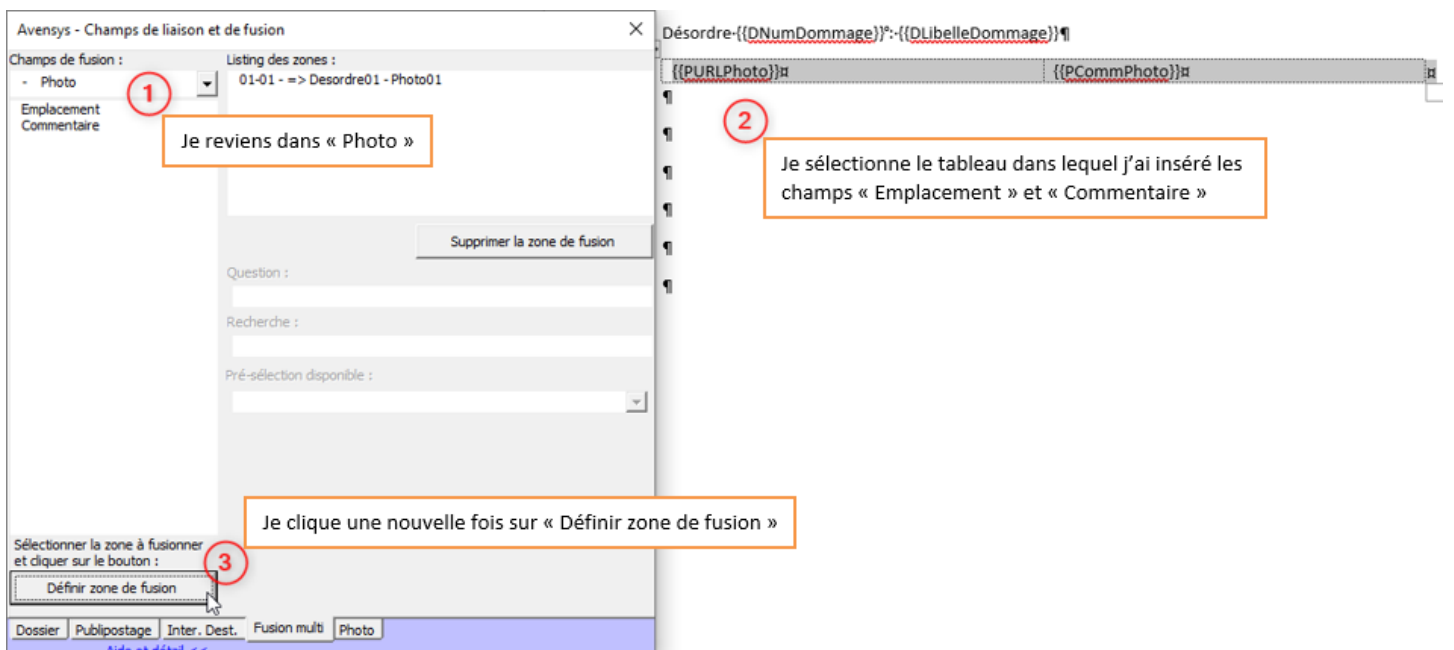 Avensys - Champs de liaison et de fusion
Champs de fusion :
Listing des zones :
- Photo
01-01 - => Desordre01 - Photo01
1
Emplacement
Commentaire
Je reviens dans « Photo »
Supprimer la zone de fusion
Question :
Recherche :
Pré-sélection disponible :
Je clique une nouvelle fois sur « Définir zone de fusion »
Sélectionner la zone à fusionner
et cliquer sur le bouton :
3
Définir zone de fusion
Dossier Publipostage Inter. Dest. Fusion multi Photo
Aide et détail <<
Désordre·{{DNumDommage}}°:·{{DLibelleDommage}}¶
{{PURLPhoto}}¤ {{PCommPhoto}}¤ ¤
¶
2
¶
Je sélectionne le tableau dans lequel j’ai inséré les
champs « Emplacement » et « Commentaire »
¶
¶
¶
¶